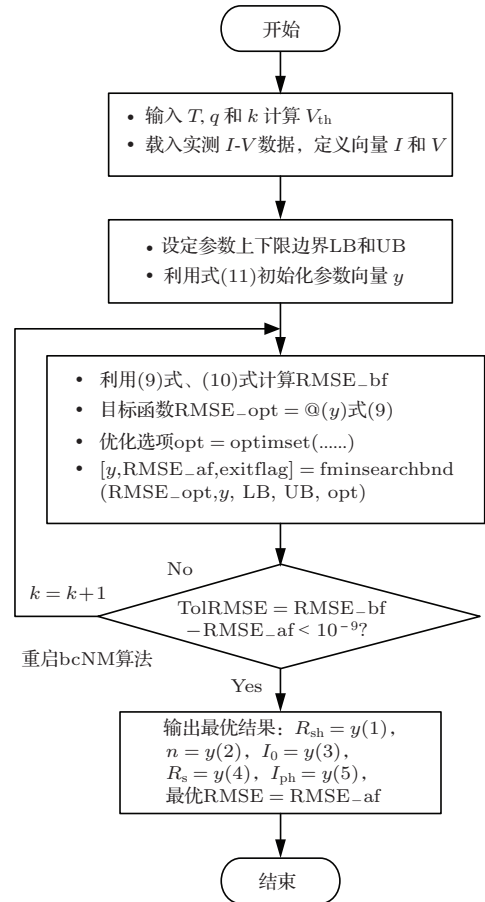 开始
• 输入 T, q 和 k 计算 Vth
• 载入实测 I-V 数据，定义向量 I 和 V
• 设定参数上下限边界LB和UB
• 利用式(11)初始化参数向量 y
• 利用(9)式、(10)式计算RMSE_bf
• 目标函数RMSE_opt = @(y)式(9)
• 优化选项opt = optimset(......)
• [y,RMSE_af,exitflag] = fminsearchbnd
(RMSE_opt,y, LB, UB, opt)
No
k = k+1
TolRMSE = RMSE_bf
−RMSE_af < 10⁻⁹?
重启bcNM算法
Yes
输出最优结果：Rsh = y(1)，
n = y(2)，I0 = y(3)，
Rs = y(4)，Iph = y(5)，
最优RMSE = RMSE_af
结束